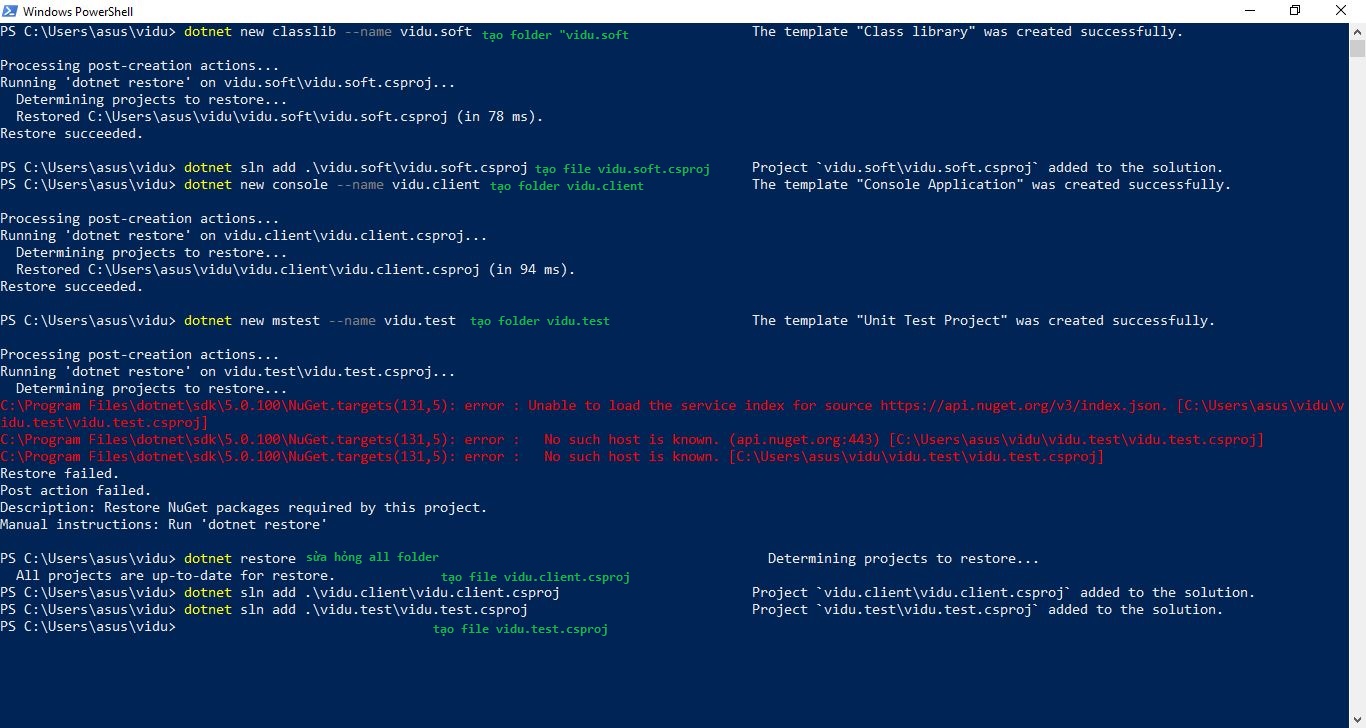 Windows PowerShell
PS C:\Users\asus\vidu> dotnet new classlib --name vidu.soft tạo folder "vidu.soft The template "Class library" was created successfully.
Processing post-creation actions...
Running 'dotnet restore' on vidu.soft\vidu.soft.csproj...
Determining projects to restore...
Restored C:\Users\asus\vidu\vidu.soft\vidu.soft.csproj (in 78 ms).
Restore succeeded.
PS C:\Users\asus\vidu> dotnet sln add .\vidu.soft\vidu.soft.csproj tạo file vidu.soft.csproj Project `vidu.soft\vidu.soft.csproj` added to the solution.
PS C:\Users\asus\vidu> dotnet new console --name vidu.client tạo folder vidu.client The template "Console Application" was created successfully.
Processing post-creation actions...
Running 'dotnet restore' on vidu.client\vidu.client.csproj...
Determining projects to restore...
Restored C:\Users\asus\vidu\vidu.client\vidu.client.csproj (in 94 ms).
Restore succeeded.
PS C:\Users\asus\vidu> dotnet new mstest --name vidu.test tạo folder vidu.test The template "Unit Test Project" was created successfully.
Processing post-creation actions...
Running 'dotnet restore' on vidu.test\vidu.test.csproj...
Determining projects to restore...
C:\Program Files\dotnet\sdk\5.0.100\NuGet.targets(131,5): error : Unable to load the service index for source https://api.nuget.org/v3/index.json. [C:\Users\asus\vidu\v
idu.test\vidu.test.csproj]
C:\Program Files\dotnet\sdk\5.0.100\NuGet.targets(131,5): error :   No such host is known. (api.nuget.org:443) [C:\Users\asus\vidu\vidu.test\vidu.test.csproj]
C:\Program Files\dotnet\sdk\5.0.100\NuGet.targets(131,5): error :   No such host is known. [C:\Users\asus\vidu\vidu.test\vidu.test.csproj]
Restore failed.
Post action failed.
Description: Restore NuGet packages required by this project.
Manual instructions: Run 'dotnet restore'
PS C:\Users\asus\vidu> dotnet restore sửa hỏng all folder Determining projects to restore...
All projects are up-to-date for restore. tạo file vidu.client.csproj
PS C:\Users\asus\vidu> dotnet sln add .\vidu.client\vidu.client.csproj Project `vidu.client\vidu.client.csproj` added to the solution.
PS C:\Users\asus\vidu> dotnet sln add .\vidu.test\vidu.test.csproj Project `vidu.test\vidu.test.csproj` added to the solution.
PS C:\Users\asus\vidu> tạo file vidu.test.csproj